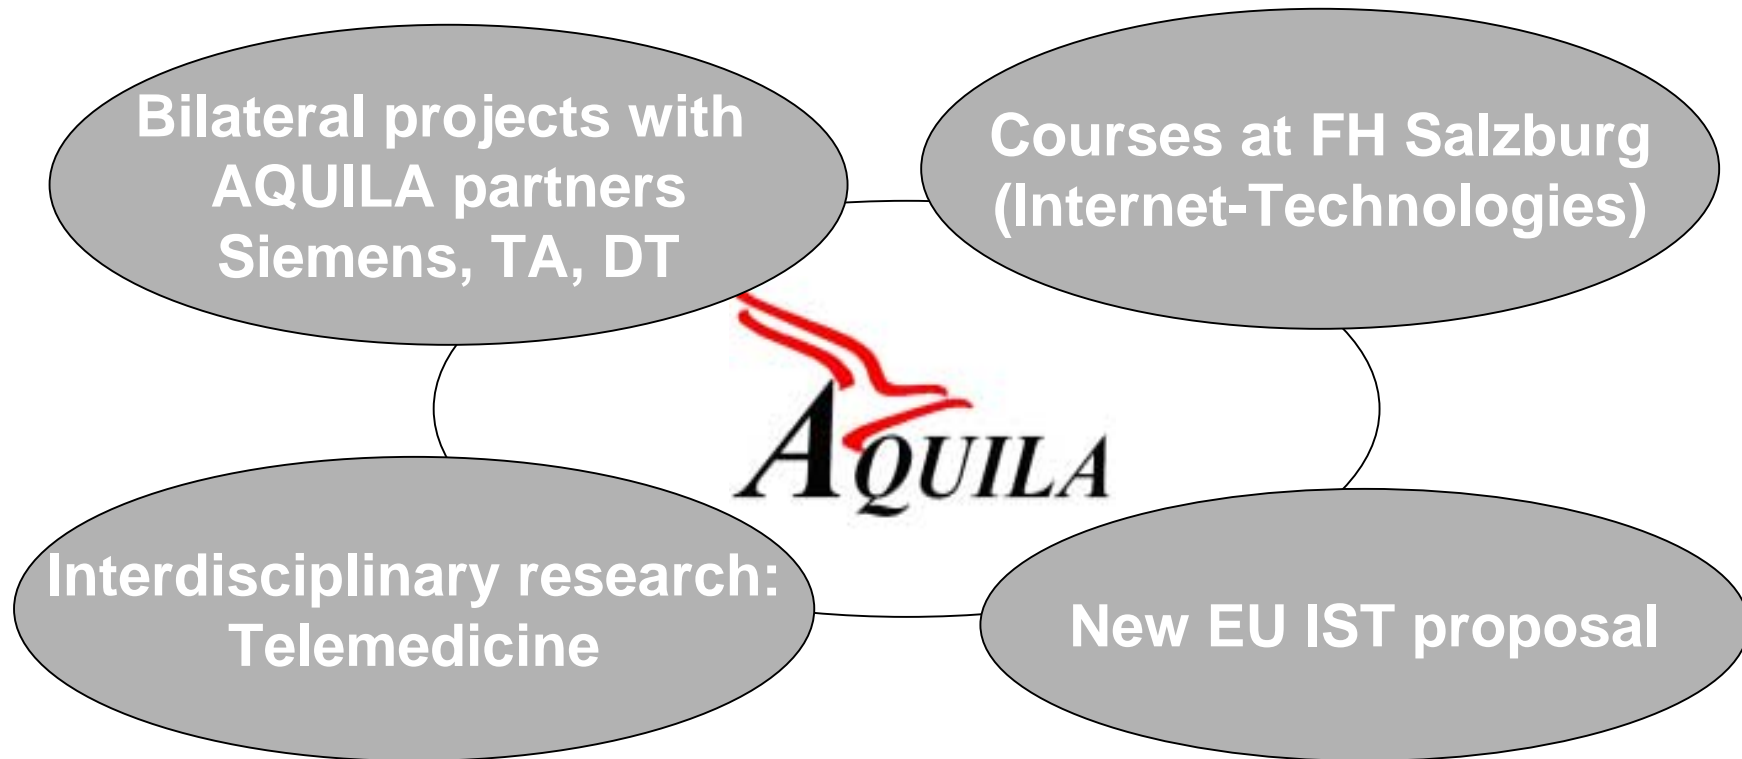 Bilateral projects with
AQUILA partners
Siemens, TA, DT
Courses at FH Salzburg
(Internet-Technologies)
AQUILA
Interdisciplinary research:
Telemedicine
New EU IST proposal